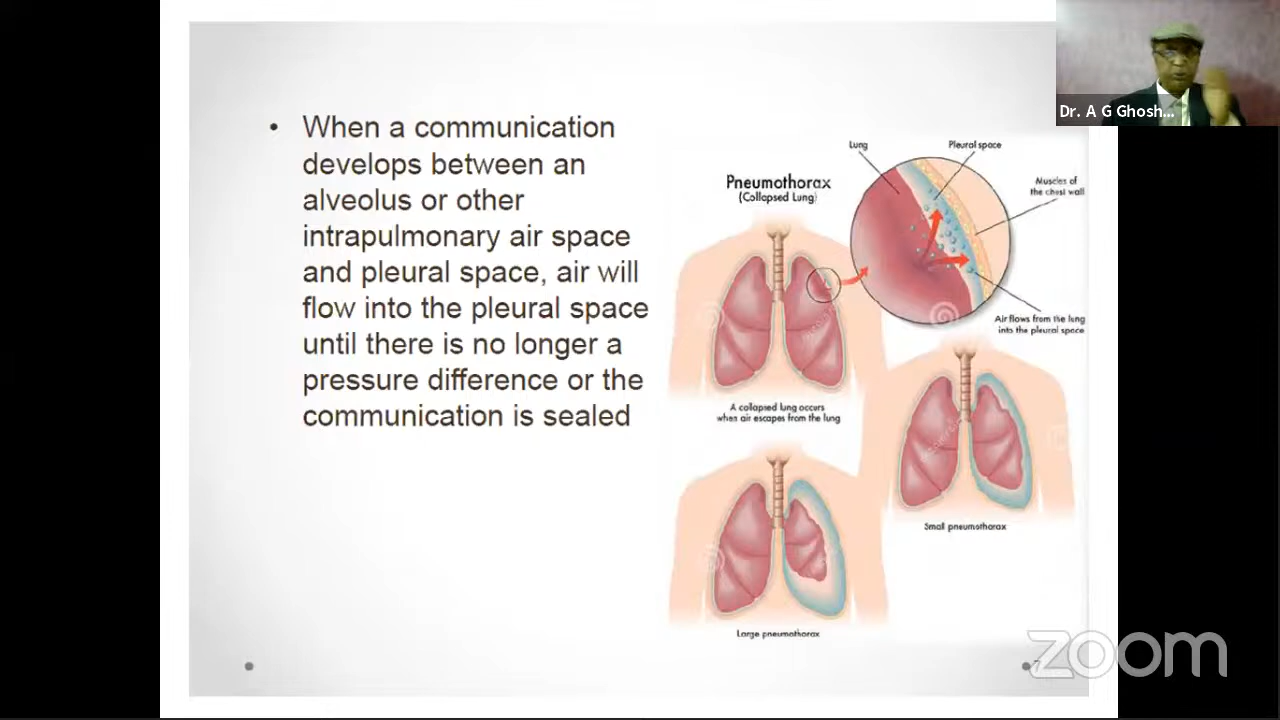 Dr. A G Ghosh...
• When a communication
develops between an
alveolus or other
intrapulmonary air space
and pleural space, air will
flow into the pleural space
until there is no longer a
pressure difference or the
communication is sealed
Pneumothorax
(Collapsed Lung)
Lung
Pleural space
Muscles of
the chest wall
Air flows from the lung
into the pleural space
A collapsed lung occurs
when air escapes from the lung
Small pneumothorax
Large pneumothorax
zoom